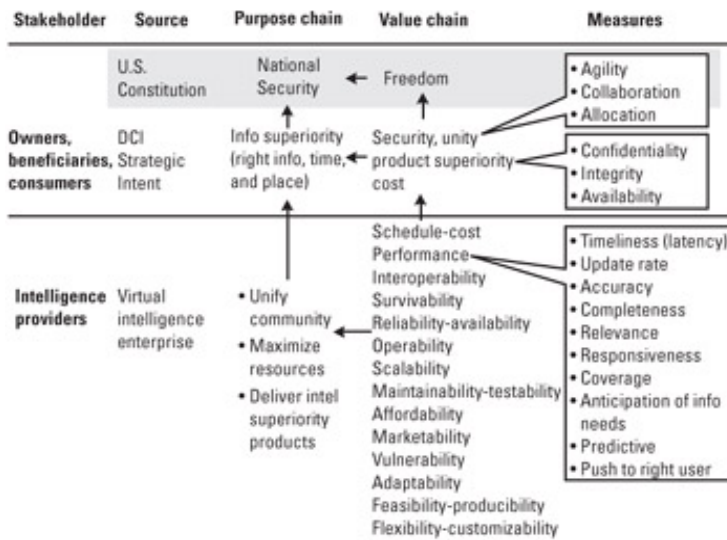 Stakeholder Source Purpose chain Value chain Measures
U.S.
Constitution
National
Security
Freedom
• Agility
• Collaboration
• Allocation
Owners,
beneficiaries,
consumers
DCI
Strategic
Intent
Info superiority
(right info, time,
and place)
Security, unity
product superiority
cost
• Confidentiality
• Integrity
• Availability
Intelligence
providers
Virtual
intelligence
enterprise
• Unify
community
• Maximize
resources
• Deliver intel
superiority
products
Schedule-cost
Performance
Interoperability
Survivability
Reliability-availability
Operability
Scalability
Maintainability-testability
Affordability
Marketability
Vulnerability
Adaptability
Feasibility-producibility
Flexibility-customizability
• Timeliness (latency)
• Update rate
• Accuracy
• Completeness
• Relevance
• Responsiveness
• Coverage
• Anticipation of info
needs
• Predictive
• Push to right user